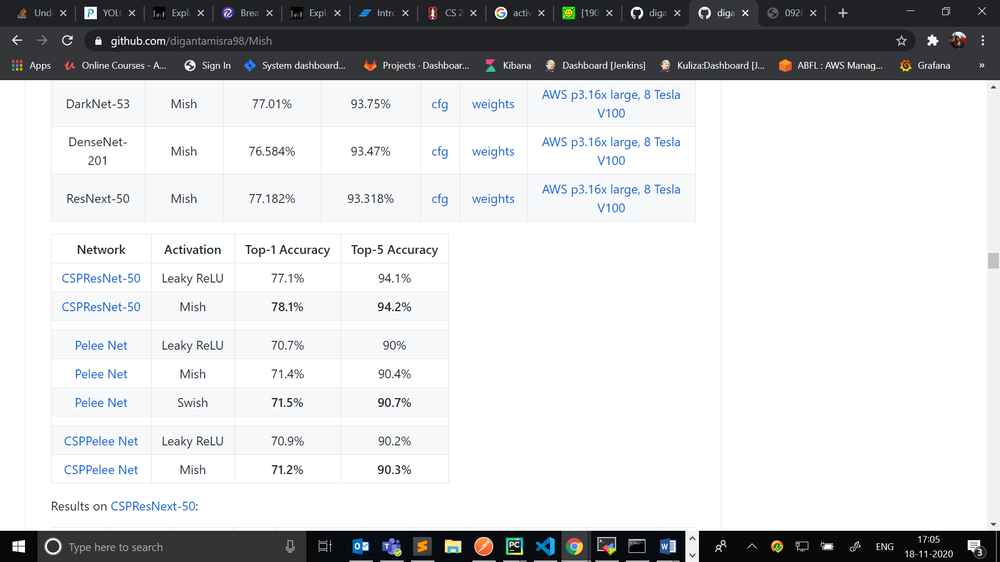 Und
YOL
Expl
Brea
Expl
Intro
CS 2
activ
[190
diga
diga
092
github.com/digantamisra98/Mish
Apps
Online Courses - A...
Sign In
System dashboard...
Projects · Dashboar...
Kibana
Dashboard [Jenkins]
Kuliza:Dashboard [J...
ABFL : AWS Manag...
Grafana
»
DarkNet-53 Mish 77.01% 93.75% cfg weights AWS p3.16x large, 8 Tesla
V100
DenseNet-
201 Mish 76.584% 93.47% cfg weights AWS p3.16x large, 8 Tesla
V100
ResNext-50 Mish 77.182% 93.318% cfg weights AWS p3.16x large, 8 Tesla
V100
Network Activation Top-1 Accuracy Top-5 Accuracy
CSPResNet-50 Leaky ReLU 77.1% 94.1%
CSPResNet-50 Mish 78.1% 94.2%
Pelee Net Leaky ReLU 70.7% 90%
Pelee Net Mish 71.4% 90.4%
Pelee Net Swish 71.5% 90.7%
CSPPelee Net Leaky ReLU 70.9% 90.2%
CSPPelee Net Mish 71.2% 90.3%
Results on CSPResNext-50:
Type here to search
ENG
17:05
18-11-2020
3